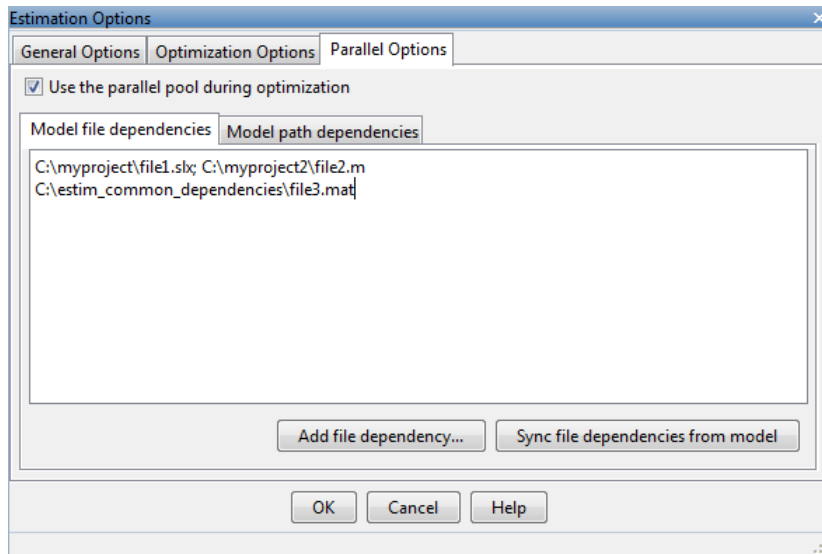 Estimation Options
General Options Optimization Options Parallel Options
Use the parallel pool during optimization
Model file dependencies Model path dependencies
C:\myproject\file1.slx; C:\myproject2\file2.m
C:\estim_common_dependencies\file3.mat
Add file dependency... Sync file dependencies from model
OK Cancel Help